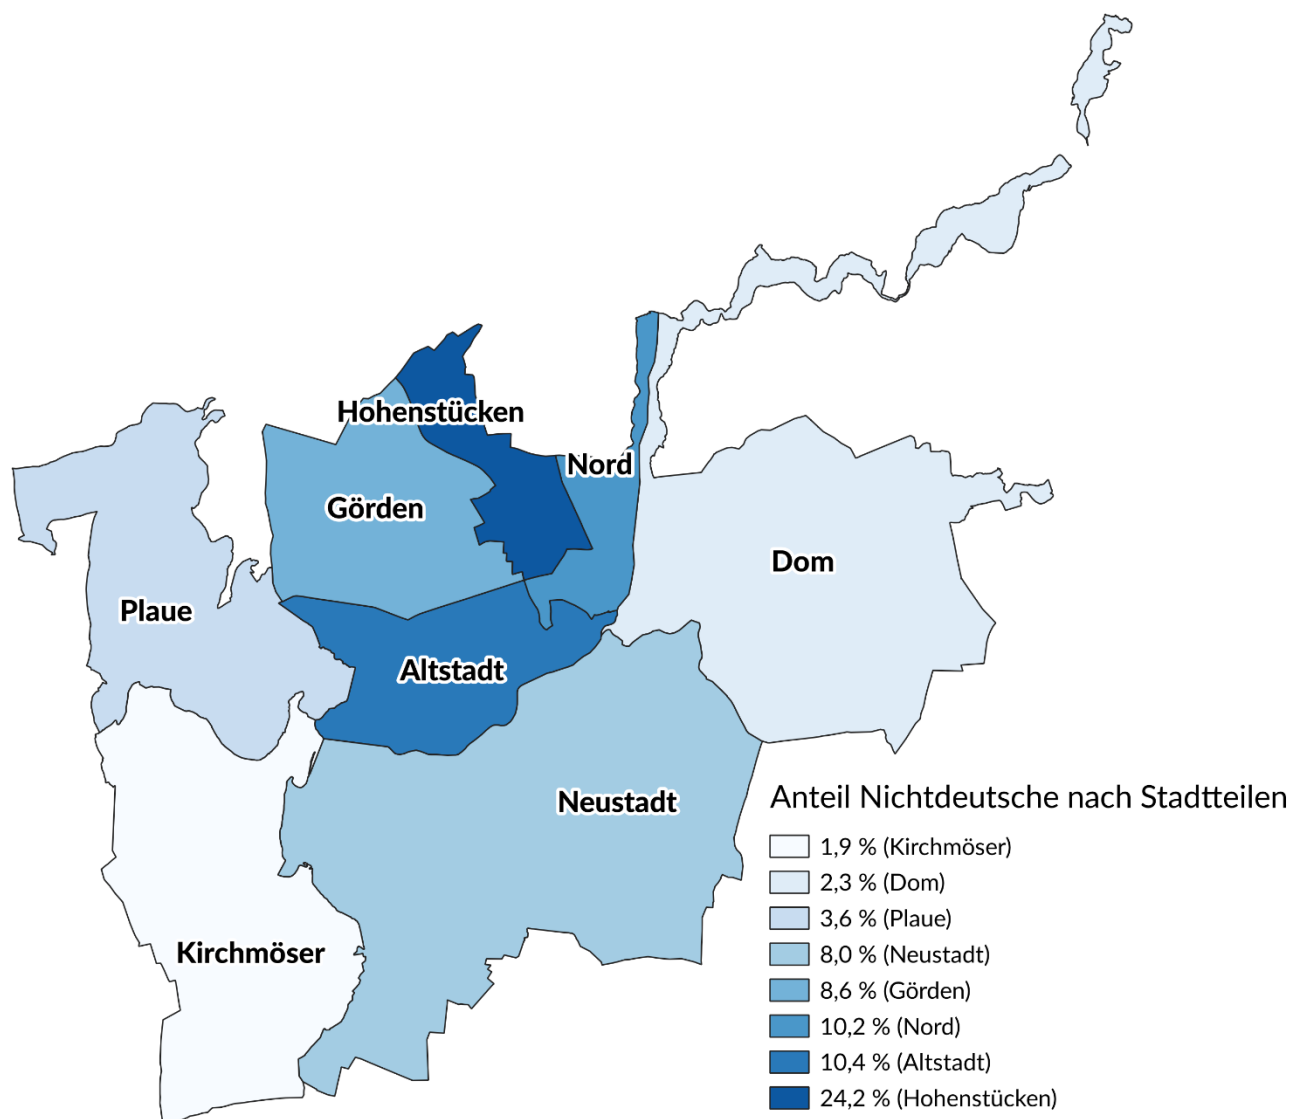 Hohenstücken
Nord
Görden
Dom
Plaue
Altstadt
Neustadt
Kirchmöser
Anteil Nichtdeutsche nach Stadtteilen
1,9 % (Kirchmöser)
2,3 % (Dom)
3,6 % (Plaue)
8,0 % (Neustadt)
8,6 % (Görden)
10,2 % (Nord)
10,4 % (Altstadt)
24,2 % (Hohenstücken)